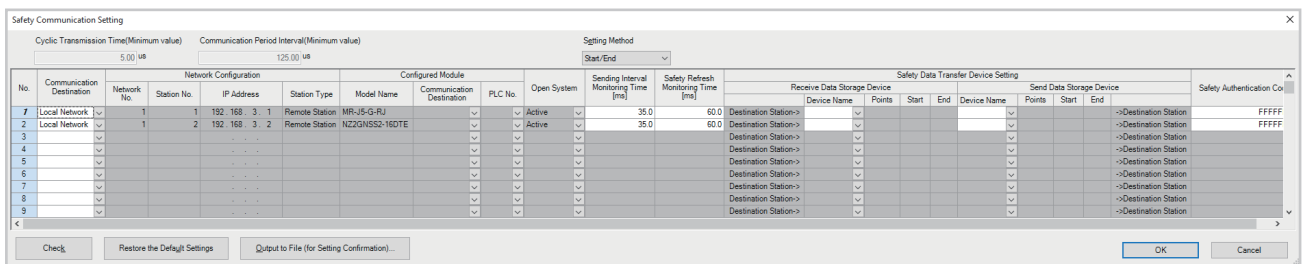 Safety Communication Setting
Cyclic Transmission Time(Minimum value) Communication Period Interval(Minimum value) Setting Method
5.00 us 125.00 us Start/End
No. Communication Destination Network Configuration Configured Module Open System Sending Interval Monitoring Time [ms] Safety Refresh Monitoring Time [ms] Safety Data Transfer Device Setting
Network No. Station No. IP Address Station Type Model Name Communication Destination PLC No. Receive Data Storage Device Send Data Storage Device Safety Authentication Co
Device Name Points Start End Device Name Points Start End
1 Local Network 1 1 192.168. 3. 1 Remote Station MR-J5-G-RJ Active 35.0 60.0 Destination Station-> ->Destination Station FFFFF
2 Local Network 1 2 192.168. 3. 2 Remote Station NZ2GNSS2-16DTE Active 35.0 60.0 Destination Station-> ->Destination Station FFFFF
3 . . . Destination Station-> ->Destination Station
4 . . . Destination Station-> ->Destination Station
5 . . . Destination Station-> ->Destination Station
6 . . . Destination Station-> ->Destination Station
7 . . . Destination Station-> ->Destination Station
8 . . . Destination Station-> ->Destination Station
9 . . . Destination Station-> ->Destination Station
Check Restore the Default Settings Output to File (for Setting Confirmation)... OK Cancel